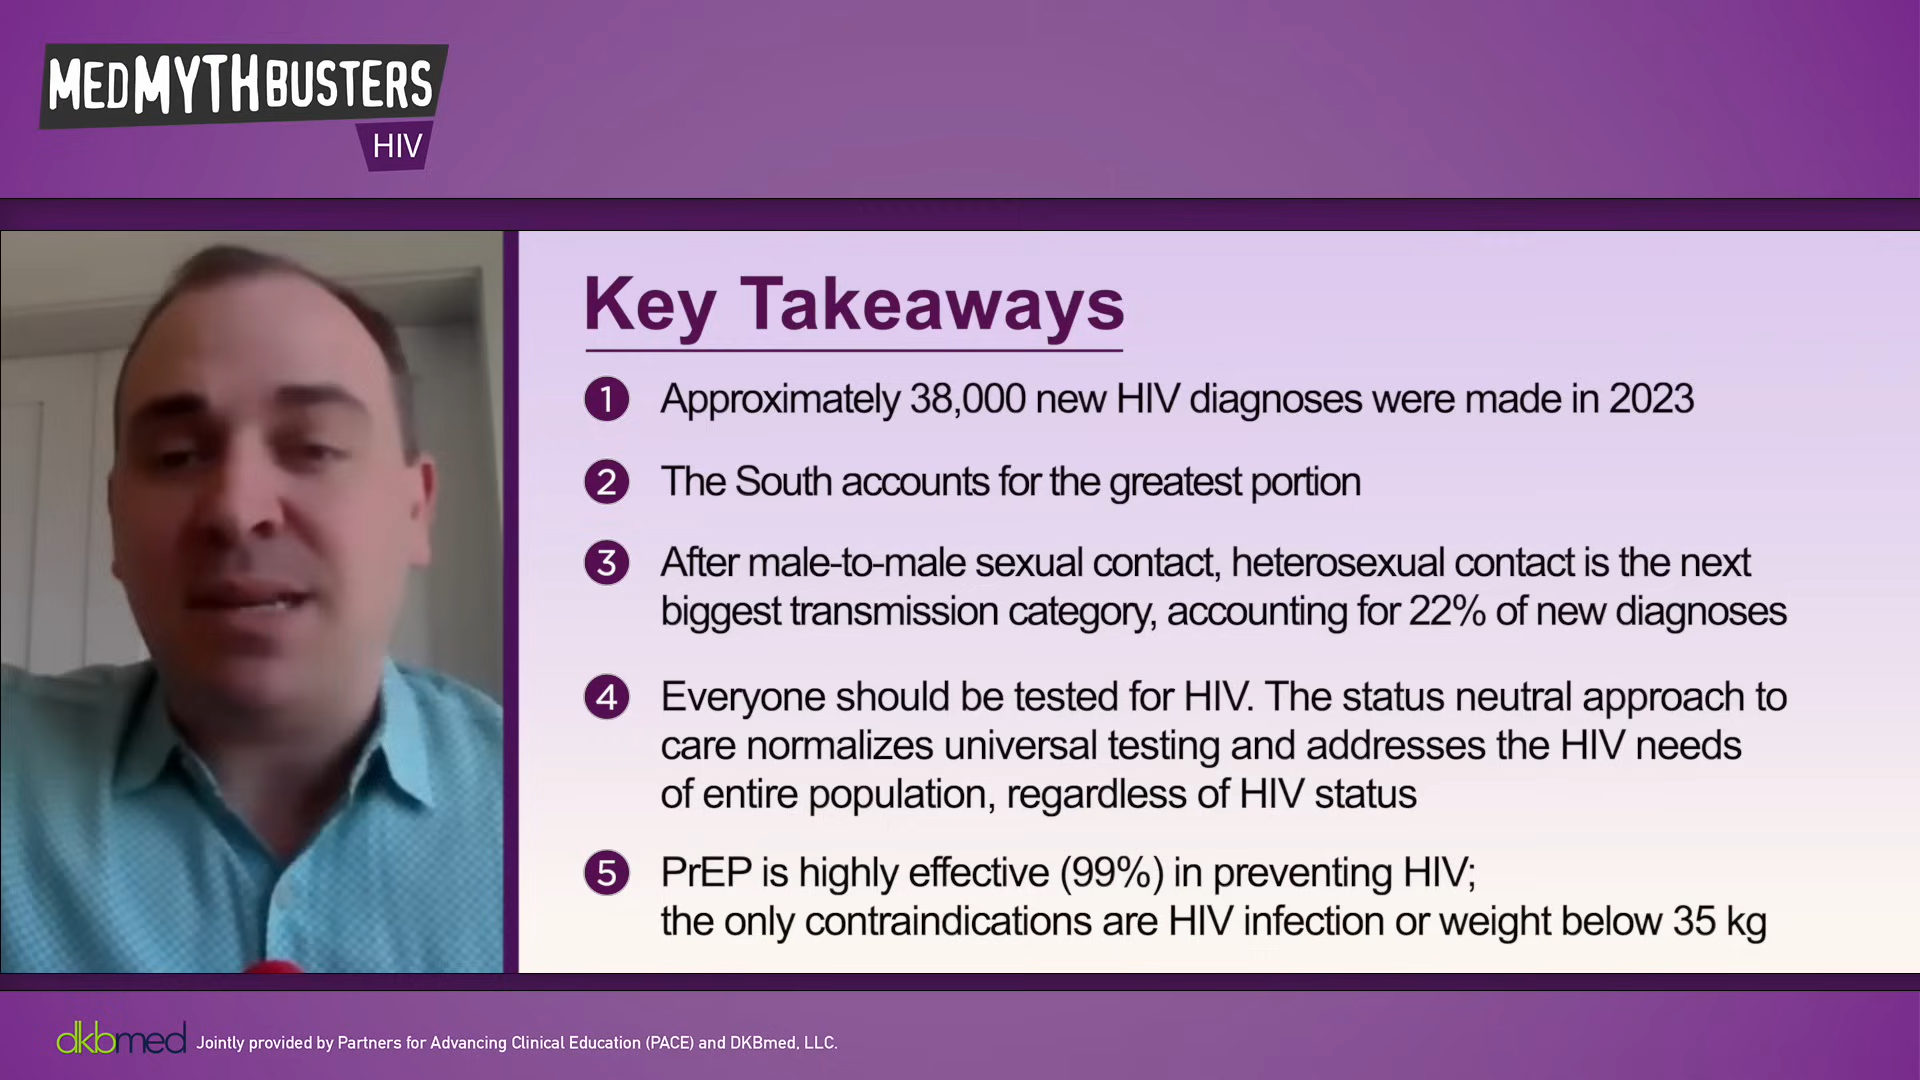 MEDMYTHBUSTERS
HIV
Key Takeaways
1 Approximately 38,000 new HIV diagnoses were made in 2023
2 The South accounts for the greatest portion
3 After male-to-male sexual contact, heterosexual contact is the next
biggest transmission category, accounting for 22% of new diagnoses
4 Everyone should be tested for HIV. The status neutral approach to
care normalizes universal testing and addresses the HIV needs
of entire population, regardless of HIV status
5 PrEP is highly effective (99%) in preventing HIV;
the only contraindications are HIV infection or weight below 35 kg
dkbmed Jointly provided by Partners for Advancing Clinical Education (PACE) and DKBmed, LLC.